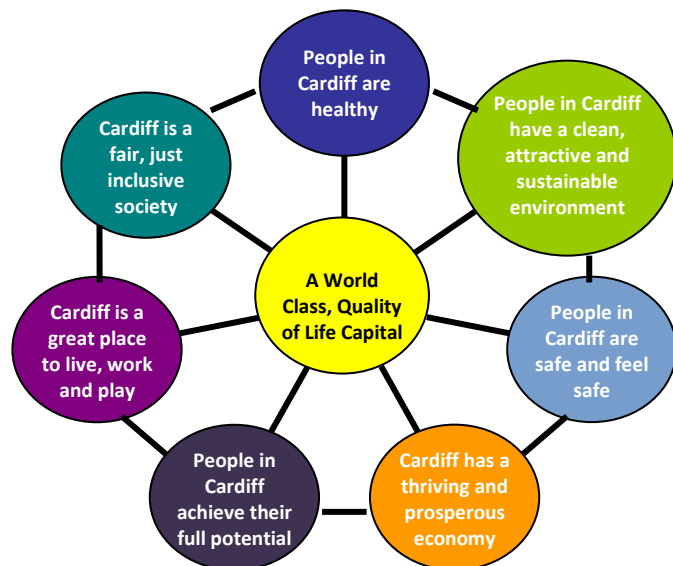 People in
Cardiff are
healthy
People in Cardiff
have a clean,
attractive and
sustainable
environment
Cardiff is a
fair, just
inclusive
society
A World
Class, Quality
of Life Capital
People in
Cardiff are
safe and feel
safe
Cardiff is a
great place
to live, work
and play
People in
Cardiff
achieve their
full potential
Cardiff has a
thriving and
prosperous
economy